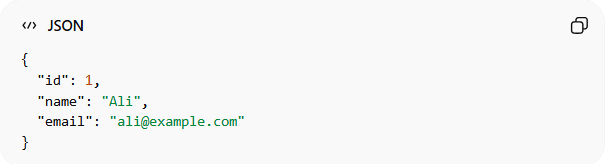 JSON
{
  "id": 1,
  "name": "Ali",
  "email": "ali@example.com"
}